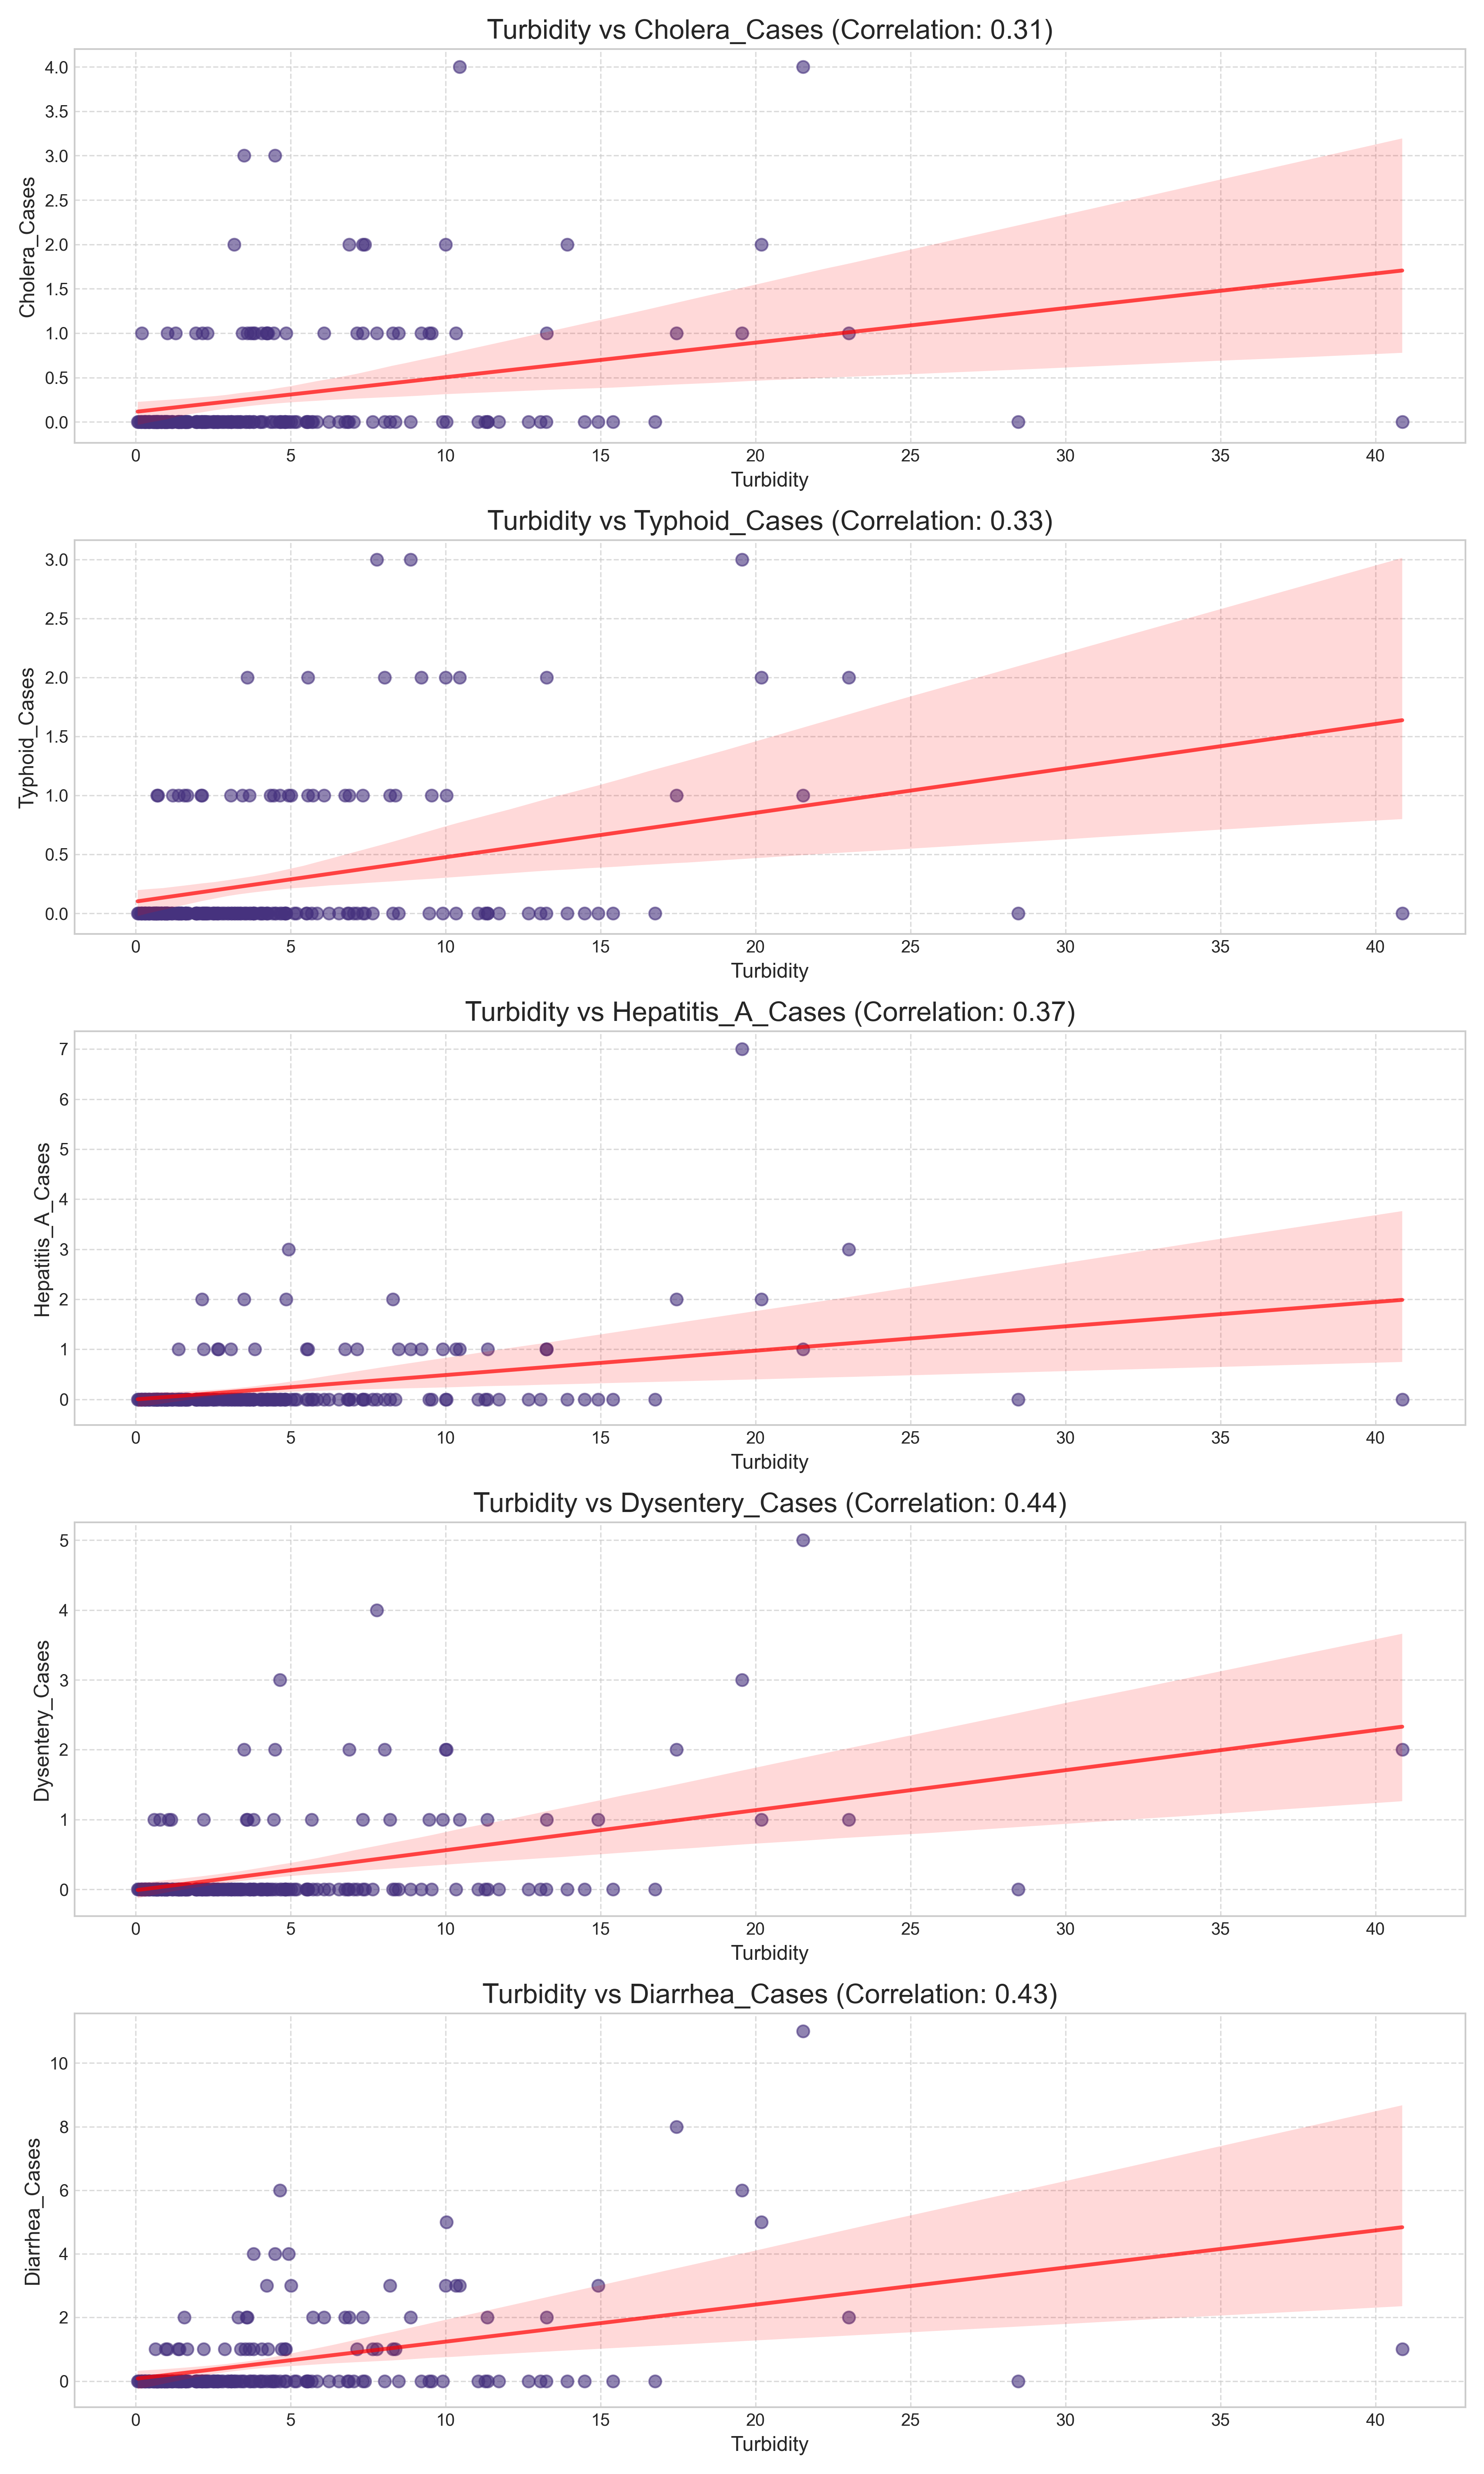 Turbidity vs Cholera_Cases (Correlation: 0.31)
4.0
3.5
3.0
2.5
2.0
1.5
1.0
0.5
0.0
Cholera_Cases
0 5 10 15 20 25 30 35 40
Turbidity
Turbidity vs Typhoid_Cases (Correlation: 0.33)
3.0
2.5
2.0
1.5
1.0
0.5
0.0
Typhoid_Cases
0 5 10 15 20 25 30 35 40
Turbidity
Turbidity vs Hepatitis_A_Cases (Correlation: 0.37)
7
6
5
4
3
2
1
0
Hepatitis_A_Cases
0 5 10 15 20 25 30 35 40
Turbidity
Turbidity vs Dysentery_Cases (Correlation: 0.44)
5
4
3
2
1
0
Dysentery_Cases
0 5 10 15 20 25 30 35 40
Turbidity
Turbidity vs Diarrhea_Cases (Correlation: 0.43)
10
8
6
4
2
0
Diarrhea_Cases
0 5 10 15 20 25 30 35 40
Turbidity